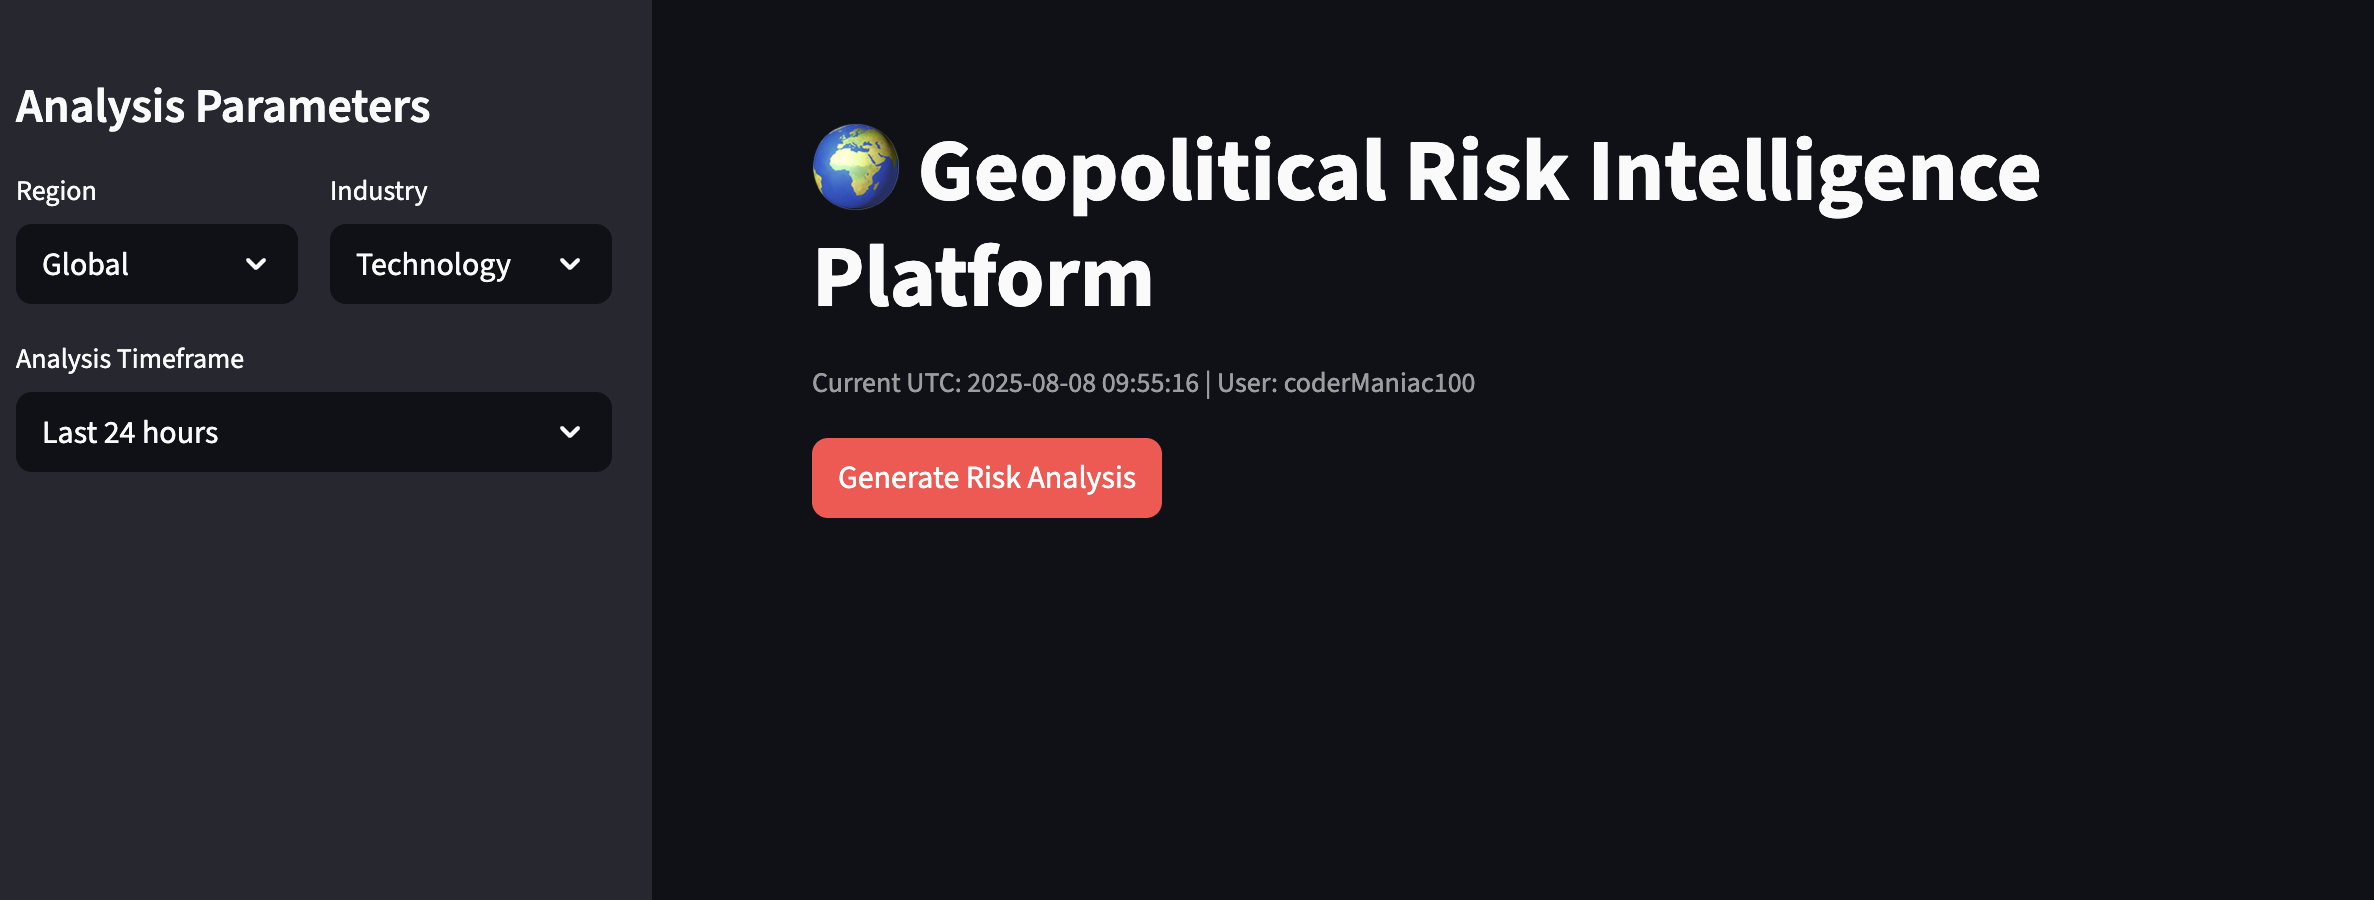 Analysis Parameters
Region
Industry
Global
Technology
Analysis Timeframe
Last 24 hours
Geopolitical Risk Intelligence
Platform
Current UTC: 2025-08-08 09:55:16 | User: coderManiac100
Generate Risk Analysis